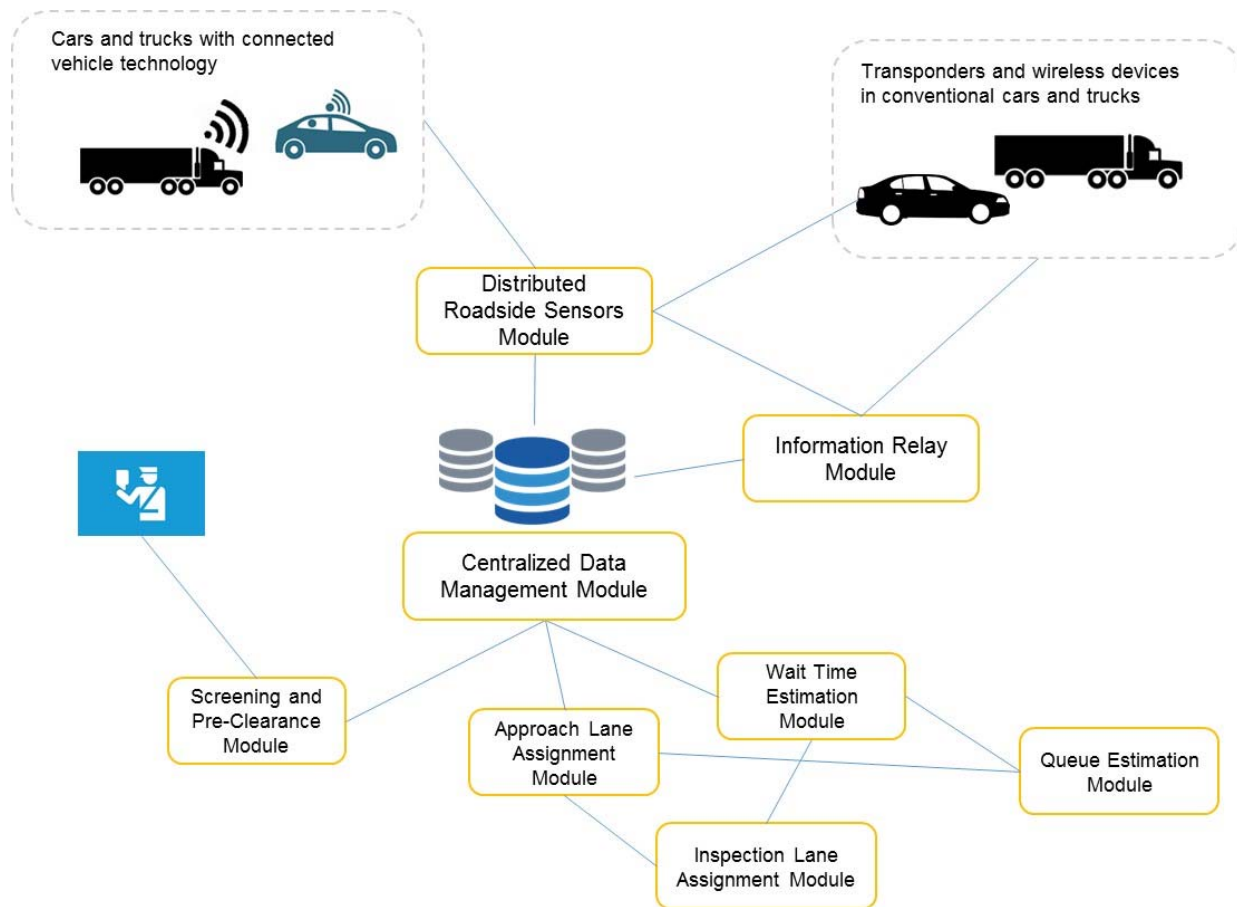 Cars and trucks with connected
vehicle technology
Transponders and wireless devices
in conventional cars and trucks
Distributed
Roadside Sensors
Module
Information Relay
Module
Centralized Data
Management Module
Screening and
Pre-Clearance
Module
Approach Lane
Assignment
Module
Wait Time
Estimation
Module
Queue Estimation
Module
Inspection Lane
Assignment Module